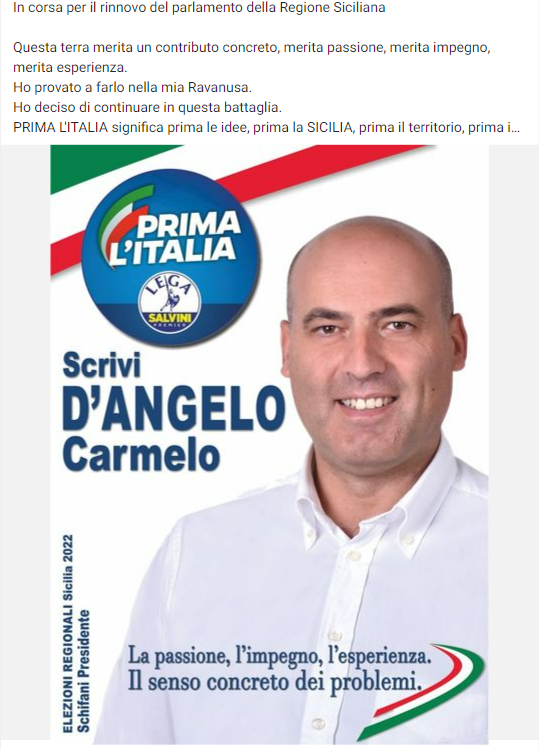 In corsa per il rinnovo del parlamento della Regione Siciliana
Questa terra merita un contributo concreto, merita passione, merita impegno,
merita esperienza.
Ho provato a farlo nella mia Ravanusa.
Ho deciso di continuare in questa battaglia.
PRIMA L'ITALIA significa prima le idee, prima la SICILIA, prima il territorio, prima i...
PRIMA
L'ITALIA
LEGA
SALVINI
PREMIER
Scrivi
D'ANGELO
Carmelo
ELEZIONI REGIONALI Sicilia 2022
Schifani Presidente
La passione, l'impegno, l'esperienza.
Il senso concreto dei problemi.